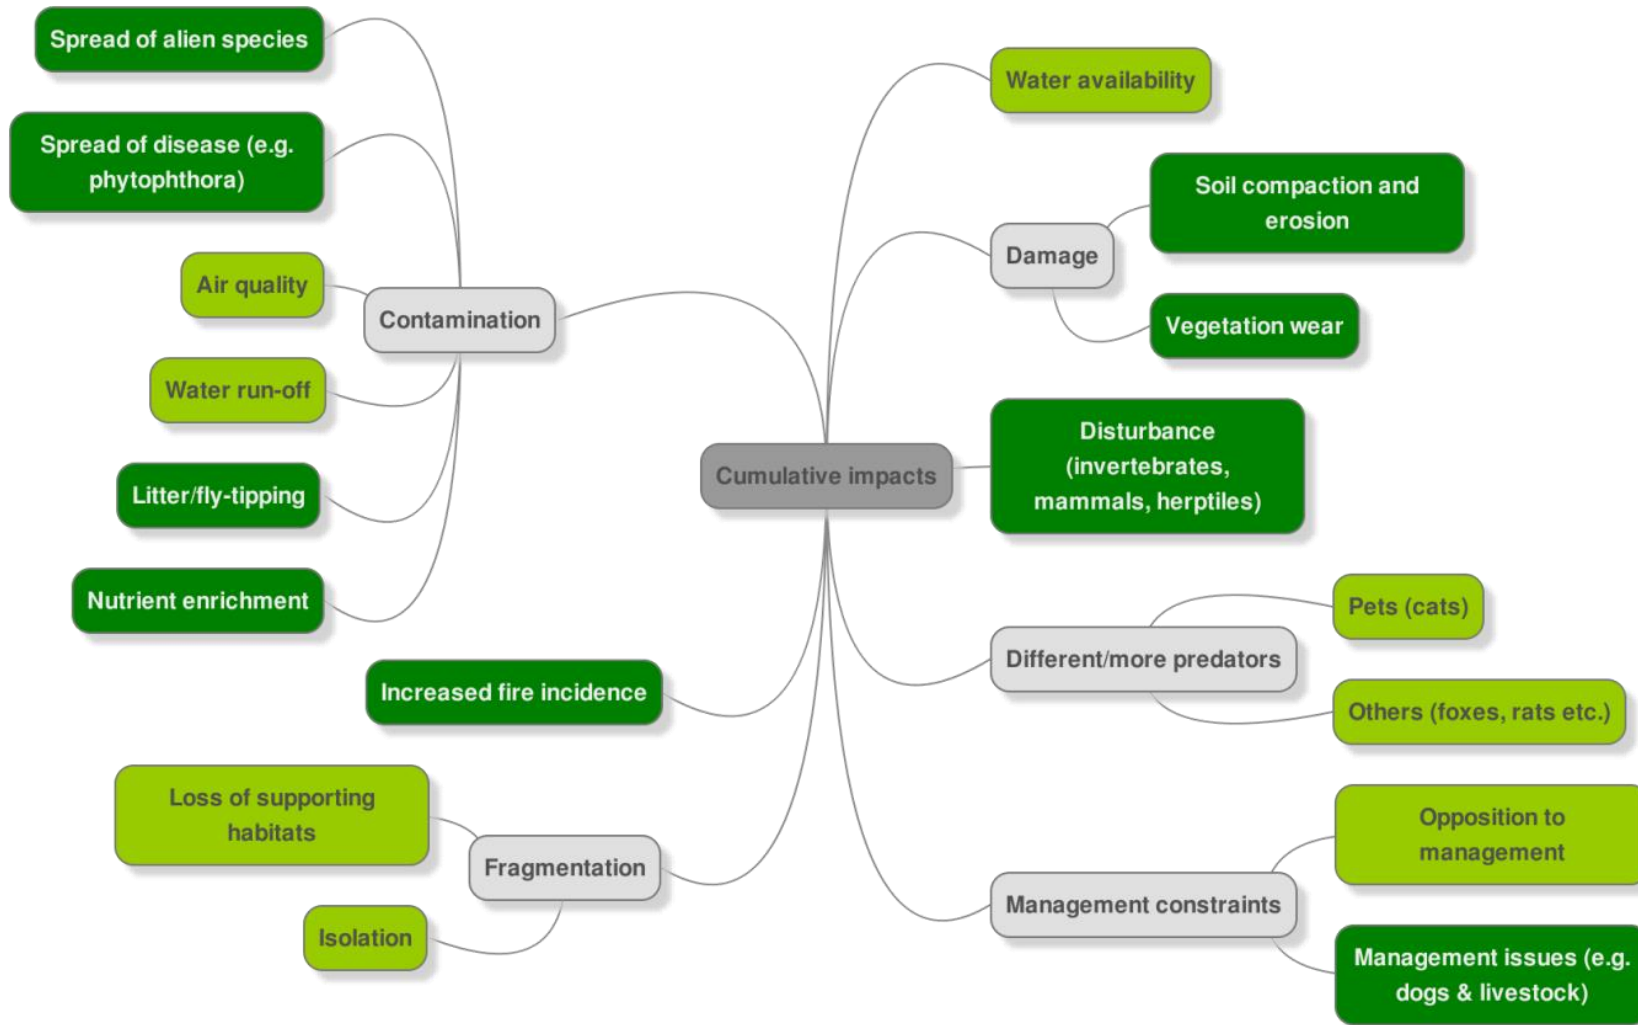 Spread of alien species
Spread of disease (e.g.
phytophthora)
Air quality
Contamination
Water run-off
Litter/fly-tipping
Nutrient enrichment
Increased fire incidence
Loss of supporting
habitats
Fragmentation
Isolation
Cumulative impacts
Water availability
Damage
Soil compaction and
erosion
Vegetation wear
Disturbance
(invertebrates,
mammals, herptiles)
Different/more predators
Pets (cats)
Others (foxes, rats etc.)
Management constraints
Opposition to
management
Management issues (e.g.
dogs & livestock)